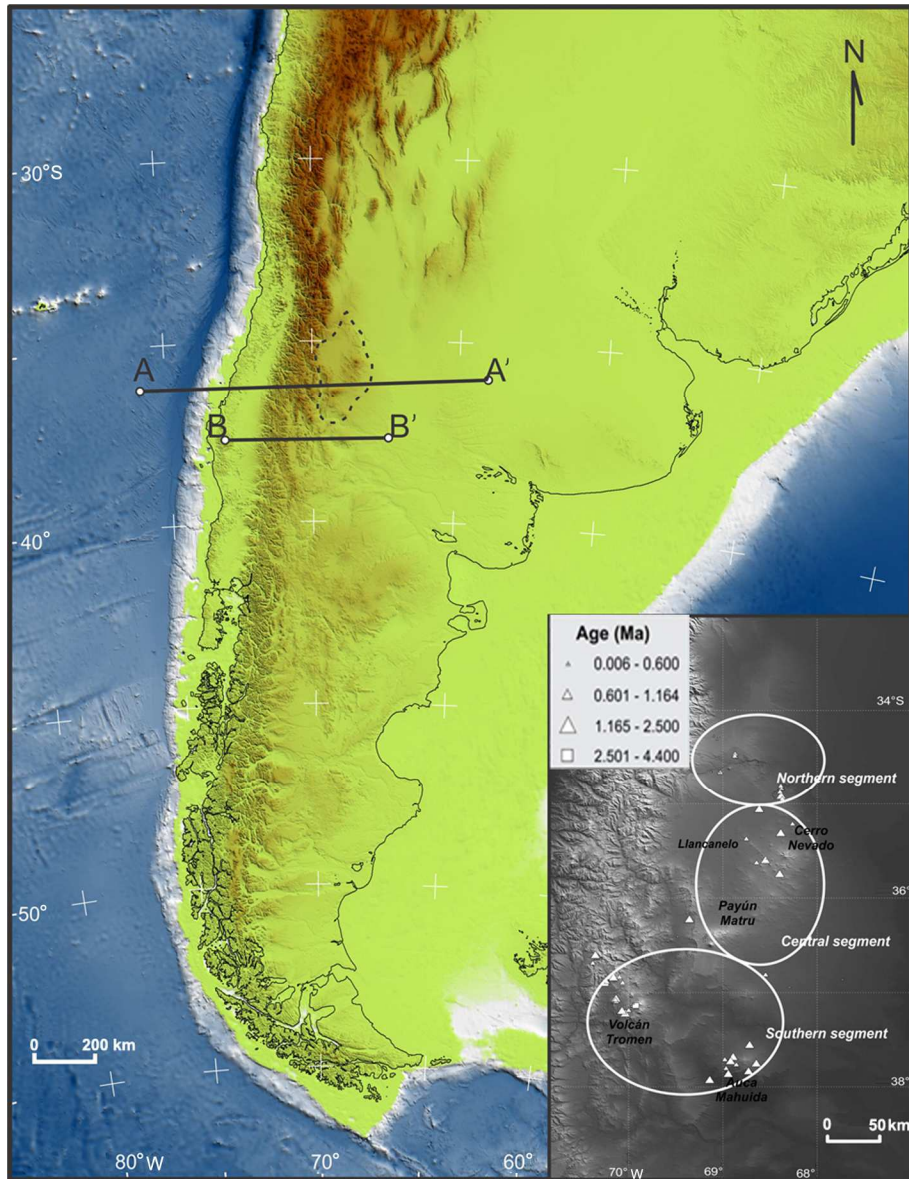 N
30°S
A
A'
B
B'
40°
50°
0
200 km
80°W
70°
60°
Age (Ma)
0.006 - 0.600
0.601 - 1.164
1.165 - 2.500
2.501 - 4.400
34°S
Northern segment
Llancanelo
Cerro
Nevado
36°
Payún
Matru
Central segment
Volcán
Tromen
Southern segment
Auca
Mahuida
38°
0
50 km
70°W
69°
68°